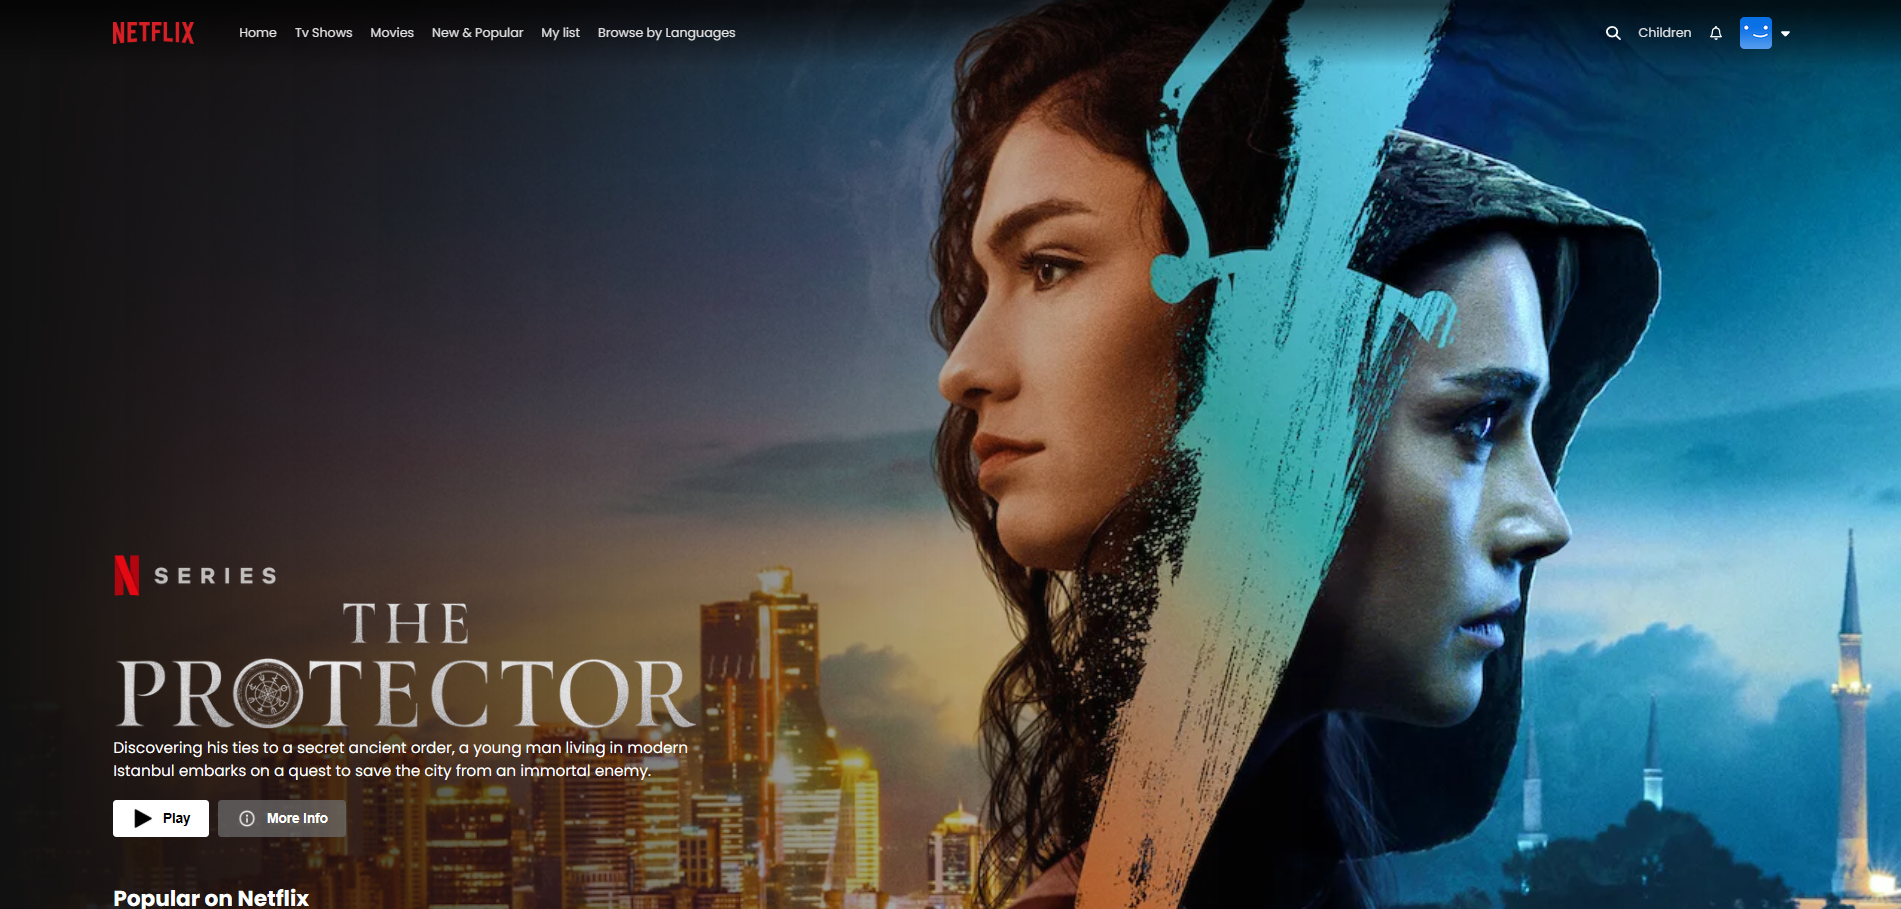 NETFLIX
Home Tv Shows Movies New & Popular My list Browse by Languages
Children
N SERIES
THE
PROTECTOR
Discovering his ties to a secret ancient order, a young man living in modern
Istanbul embarks on a quest to save the city from an immortal enemy.
Play More Info
Popular on Netflix